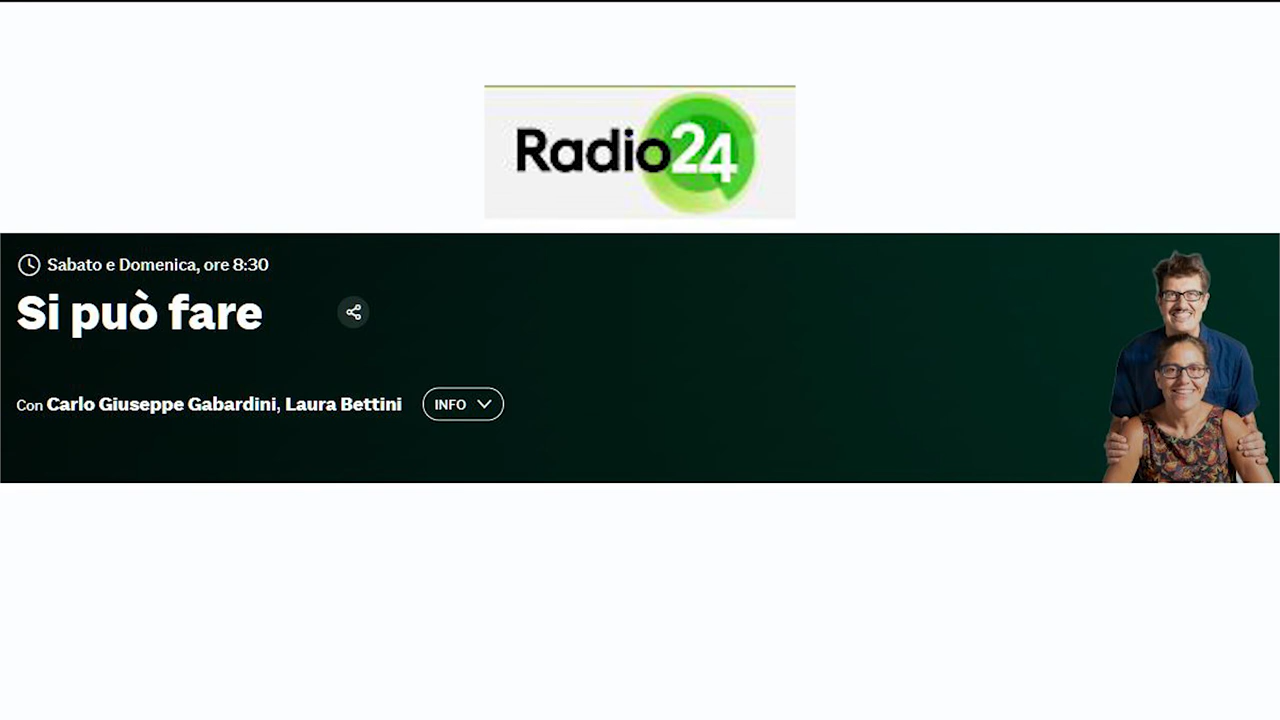 Radio24
Sabato e Domenica, ore 8:30
Si può fare
Con Carlo Giuseppe Gabardini, Laura Bettini
INFO